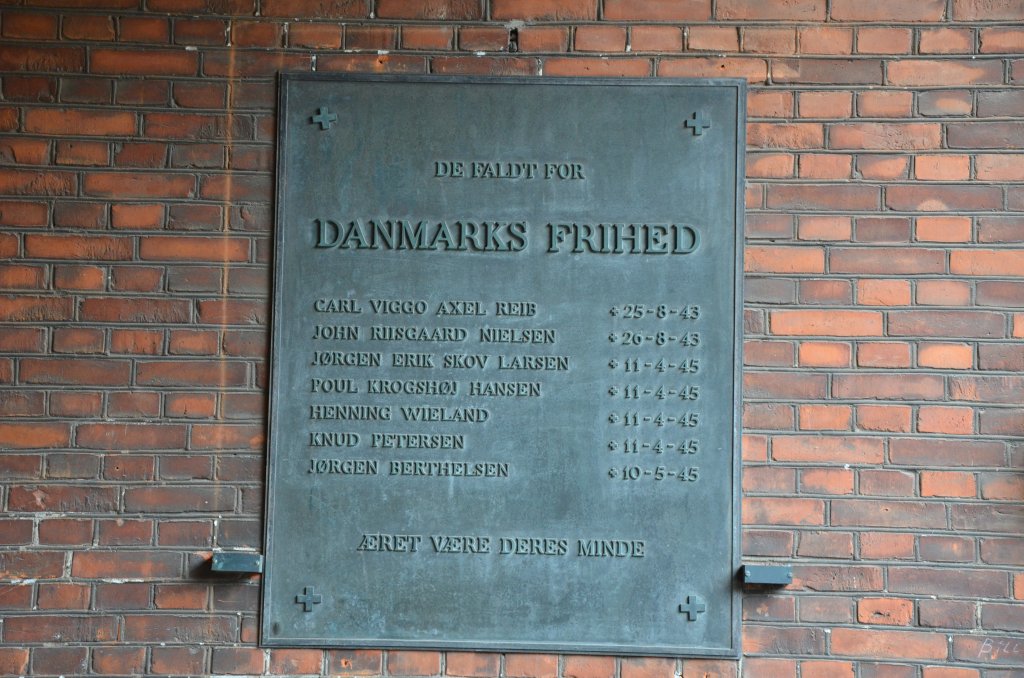 DE FALDT FOR
DANMARKS FRIHED
CARL VIGGO AXEL REIB +25-8-43
JOHN RIISGAARD NIELSEN +26-8-43
JØRGEN ERIK SKOV LARSEN +11-4-45
POUL KROGSHØJ HANSEN +11-4-45
HENNING WIELAND +11-4-45
KNUD PETERSEN +11-4-45
JØRGEN BERTHELSEN +10-5-45
ÆRET VÆRE DERES MINDE